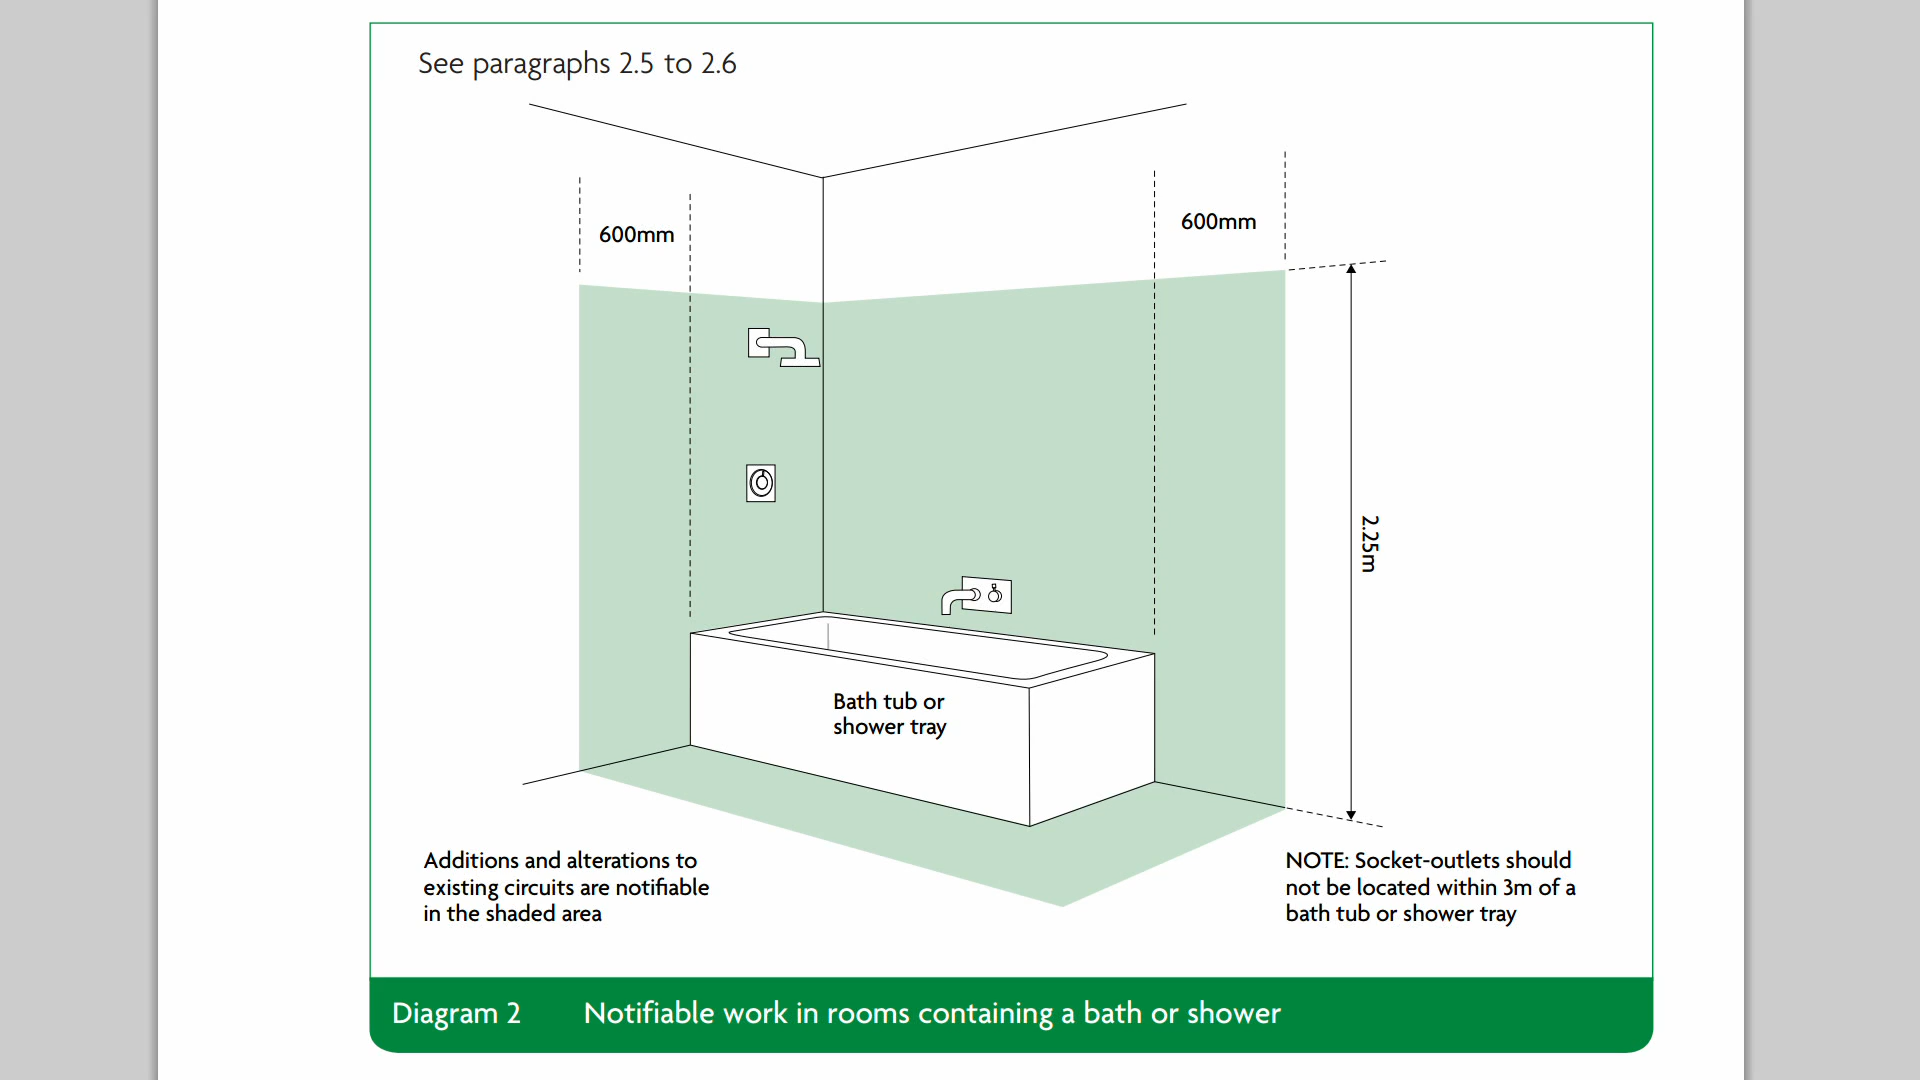 See paragraphs 2.5 to 2.6
600mm
600mm
2.25m
Bath tub or
shower tray
Additions and alterations to
existing circuits are notifiable
in the shaded area
NOTE: Socket-outlets should
not be located within 3m of a
bath tub or shower tray
Diagram 2 Notifiable work in rooms containing a bath or shower